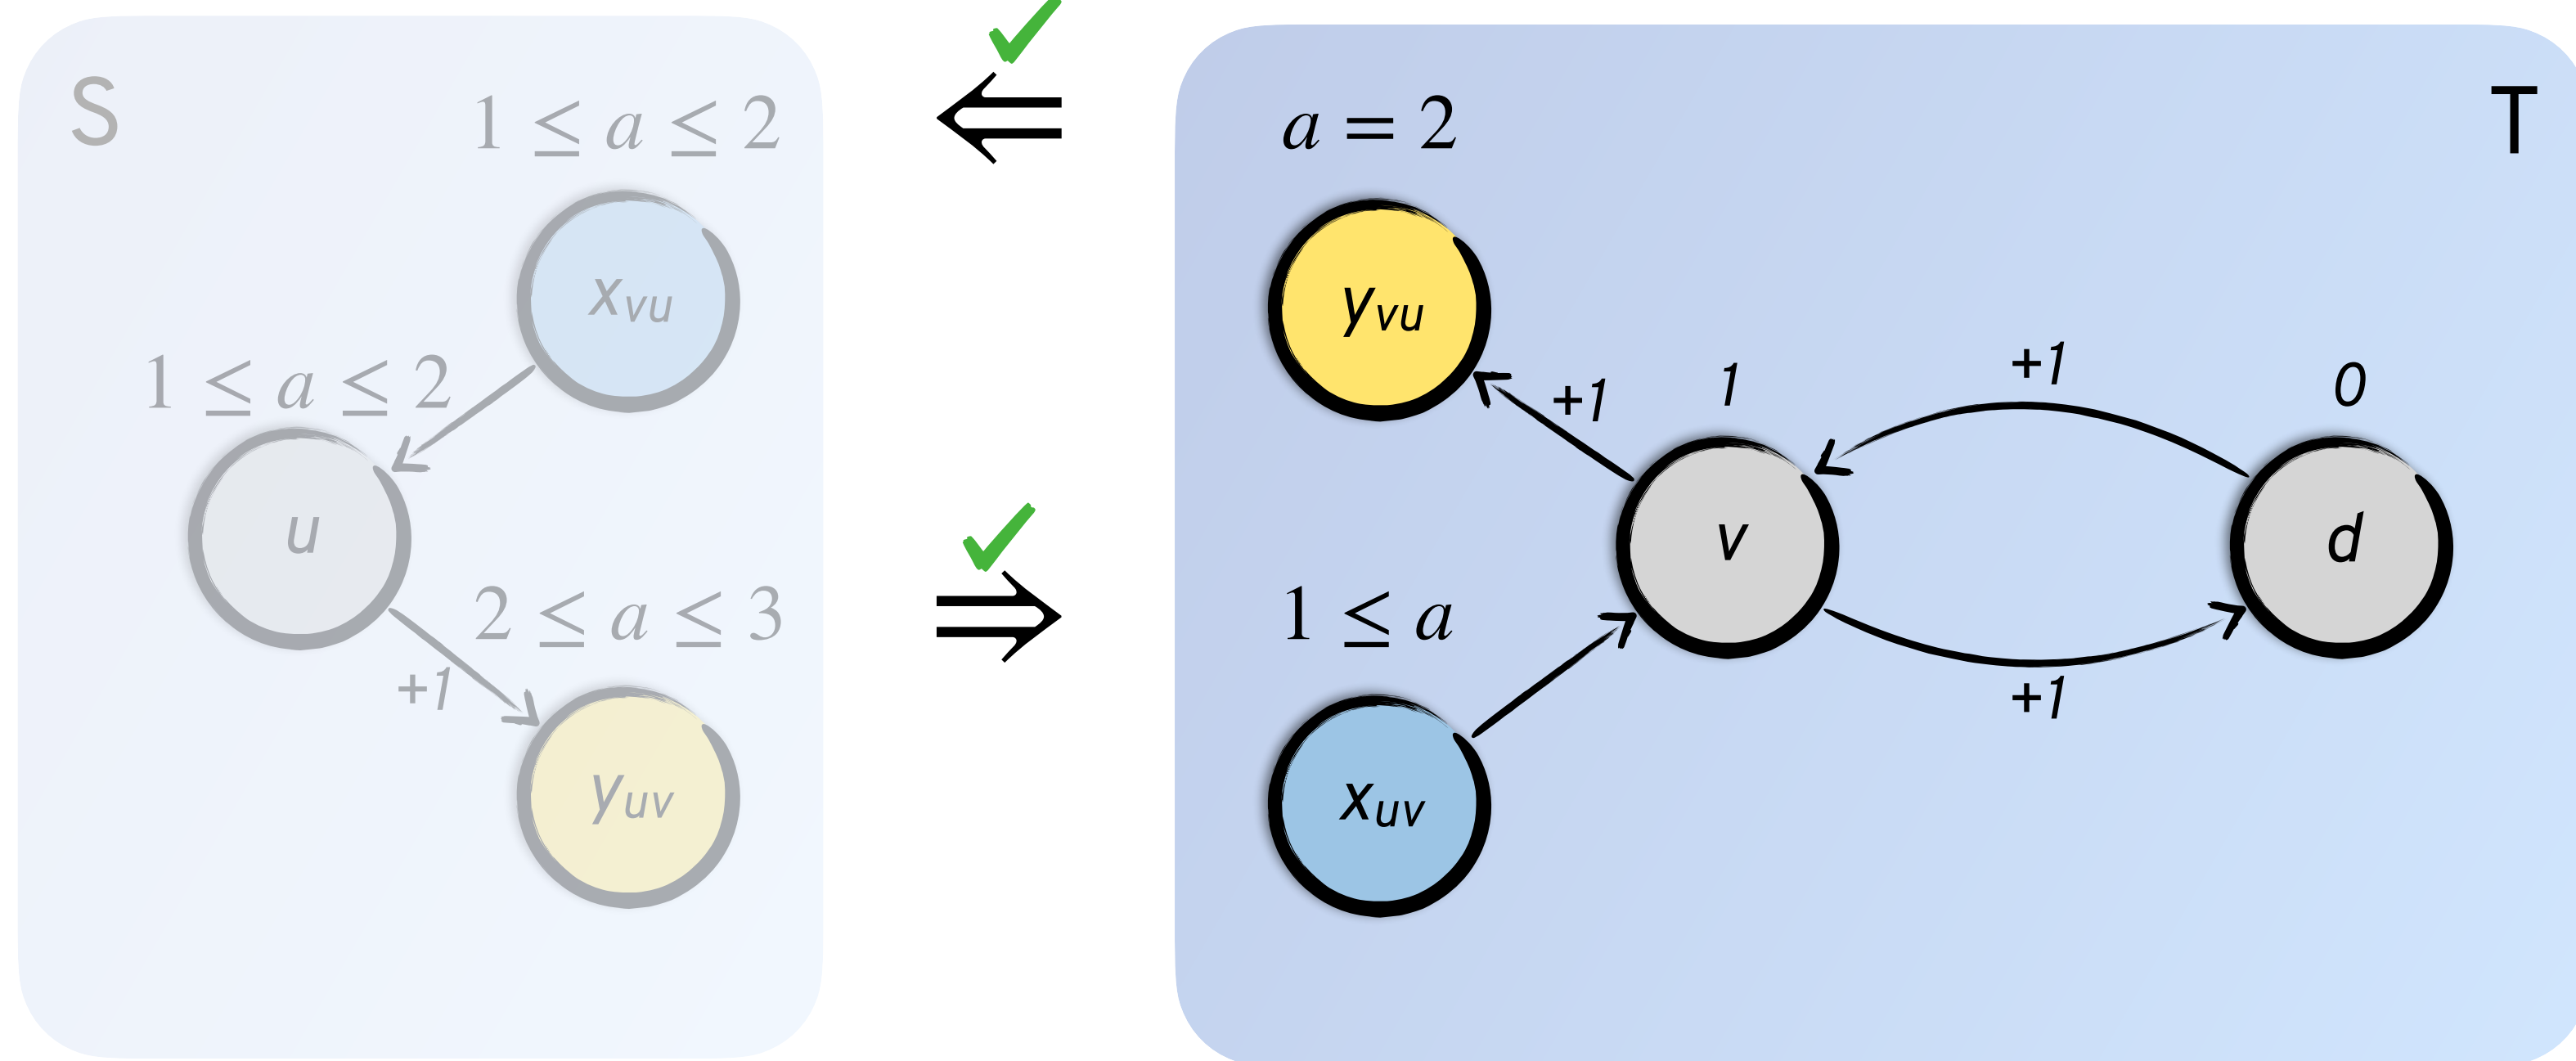 S
1 ≤ a ≤ 2
x_vu
1 ≤ a ≤ 2
u
2 ≤ a ≤ 3
+1
y_uv
a = 2
T
y_vu
+1
1
+1
0
v
d
1 ≤ a
+1
x_uv